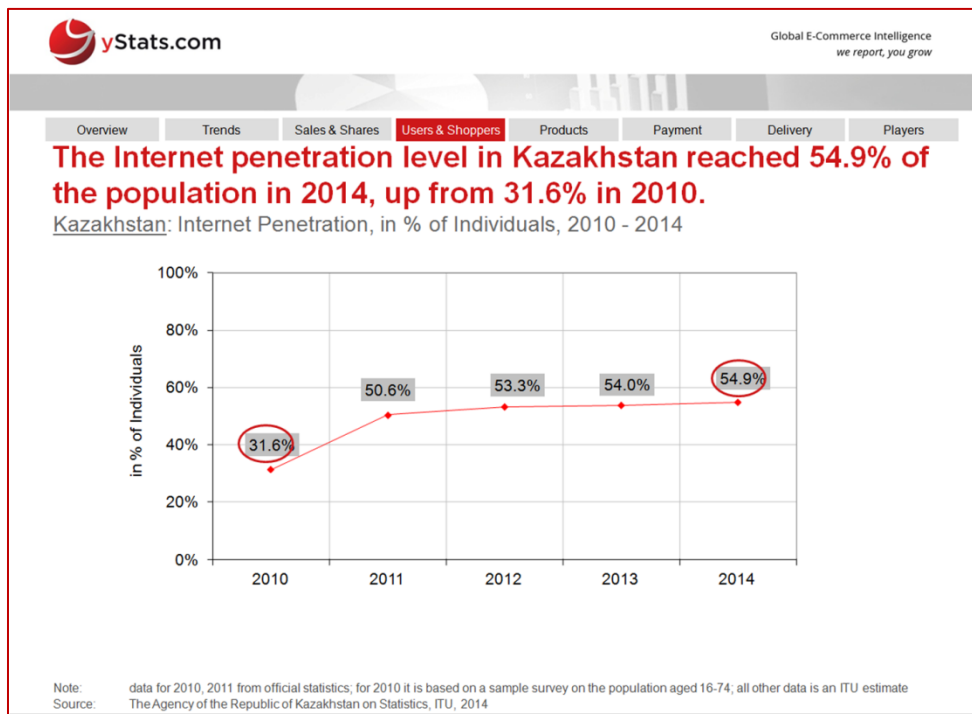 yStats.com
Global E-Commerce Intelligence
we report, you grow
Overview Trends Sales & Shares Users & Shoppers Products Payment Delivery Players
The Internet penetration level in Kazakhstan reached 54.9% of
the population in 2014, up from 31.6% in 2010.
Kazakhstan: Internet Penetration, in % of Individuals, 2010 - 2014
100%
80%
60%
40%
20%
0%
in % of Individuals
31.6%
50.6%
53.3%
54.0%
54.9%
2010 2011 2012 2013 2014
Note: data for 2010, 2011 from official statistics; for 2010 it is based on a sample survey on the population aged 16-74; all other data is an ITU estimate
Source: The Agency of the Republic of Kazakhstan on Statistics, ITU, 2014